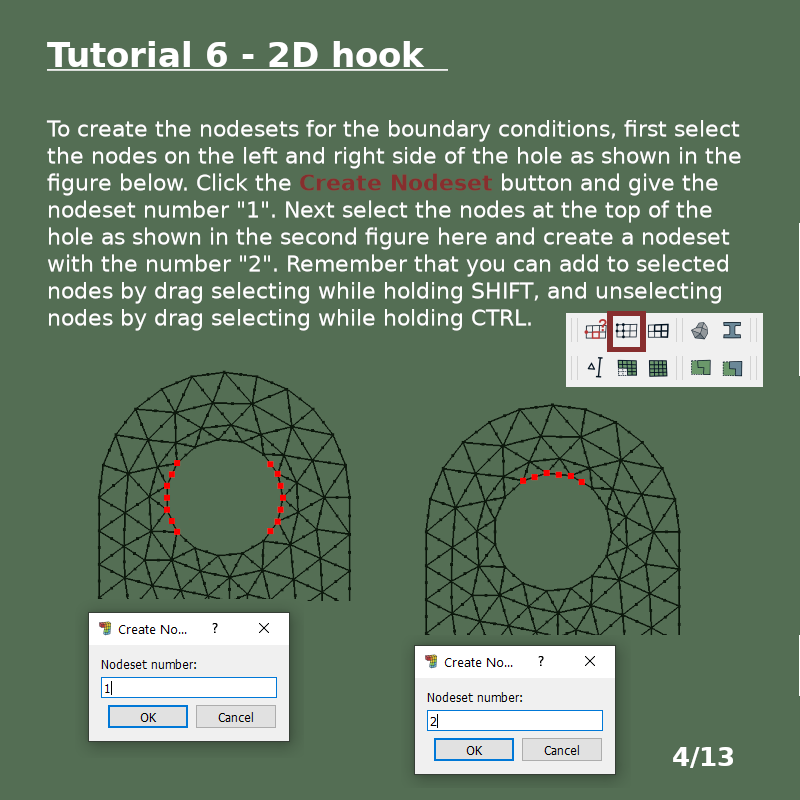 Tutorial 6 - 2D hook
To create the nodesets for the boundary conditions, first select
the nodes on the left and right side of the hole as shown in the
figure below. Click the Create Nodeset button and give the
nodeset number "1". Next select the nodes at the top of the
hole as shown in the second figure here and create a nodeset
with the number "2". Remember that you can add to selected
nodes by drag selecting while holding SHIFT, and unselecting
nodes by drag selecting while holding CTRL.
Create No... ?
Nodeset number:
1
OK Cancel
Create No... ?
Nodeset number:
2
OK Cancel
4/13